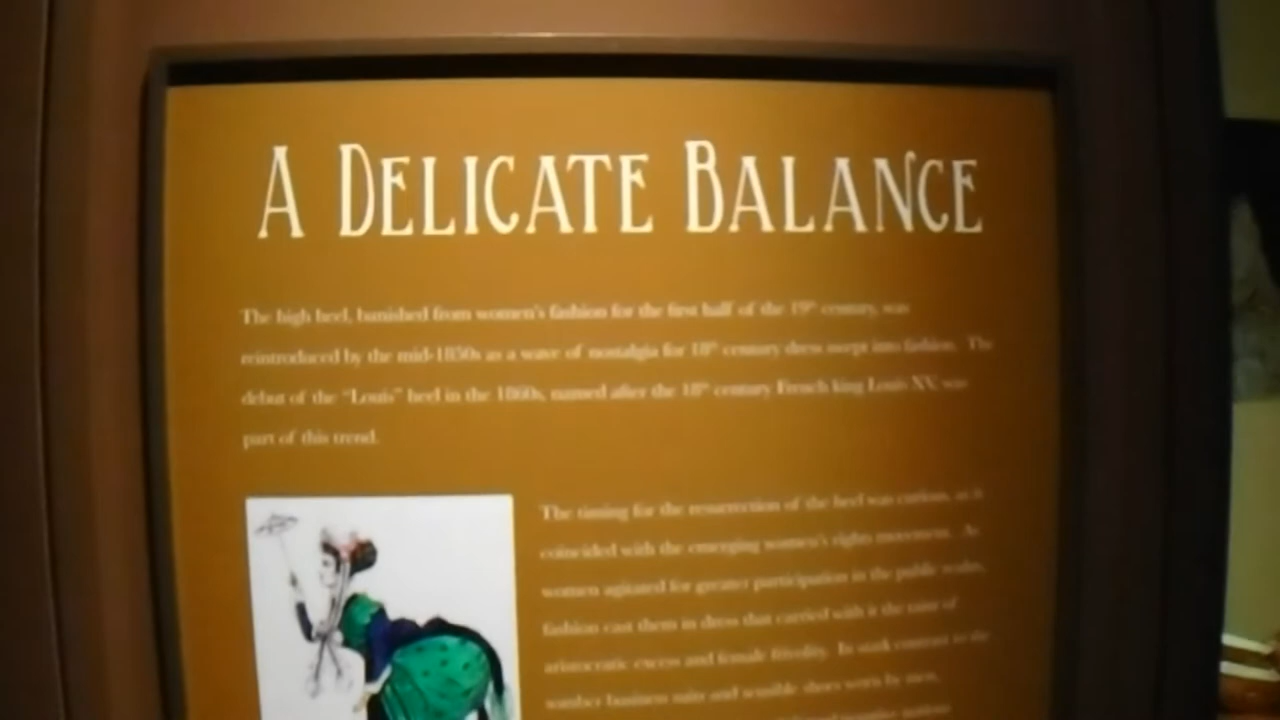 A DELICATE BALANCE
The high heel, banished from women's fashion for the first half of the 19th century, was
reintroduced by the mid-1850s as a wave of nostalgia for 18th century dress swept into fashion. The
debut of the "Louis" heel in the 1860s, named after the 18th century French king Louis XV, was
part of this trend.
The timing for the resurrection of the heel was curious, as it
coincided with the emerging women's rights movement. As
women agitated for greater participation in the public realm,
fashion cast them in dress that carried with it the taint of
aristocratic excess and female frivolity. In stark contrast to the
somber business suits and sensible shoes worn by men,